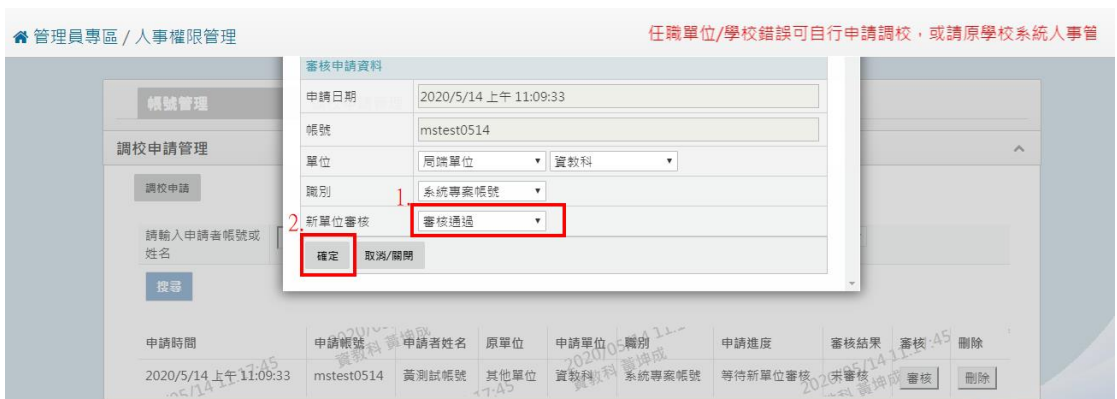 管理員專區 / 人事權限管理
任職單位/學校錯誤可自行申請調校，或請原學校系統人事管
審核申請資料
帳號管理
申請日期 2020/5/14 上午 11:09:33
帳號 mstest0514
調校申請管理
單位 局端單位 資教科
調校申請
職別 系統專案帳號
1.
2. 新單位審核 審核通過
請輸入申請者帳號或
姓名
確定 取消/關閉
搜尋
申請時間 申請帳號 申請者姓名 原單位 申請單位 職別 申請進度 審核結果 審核 刪除
2020/5/14 上午 11:09:33 mstest0514 黃測試帳號 其他單位 資教科 系統專案帳號 等待新單位審核 未審核 審核 刪除
資教科 黃坤成